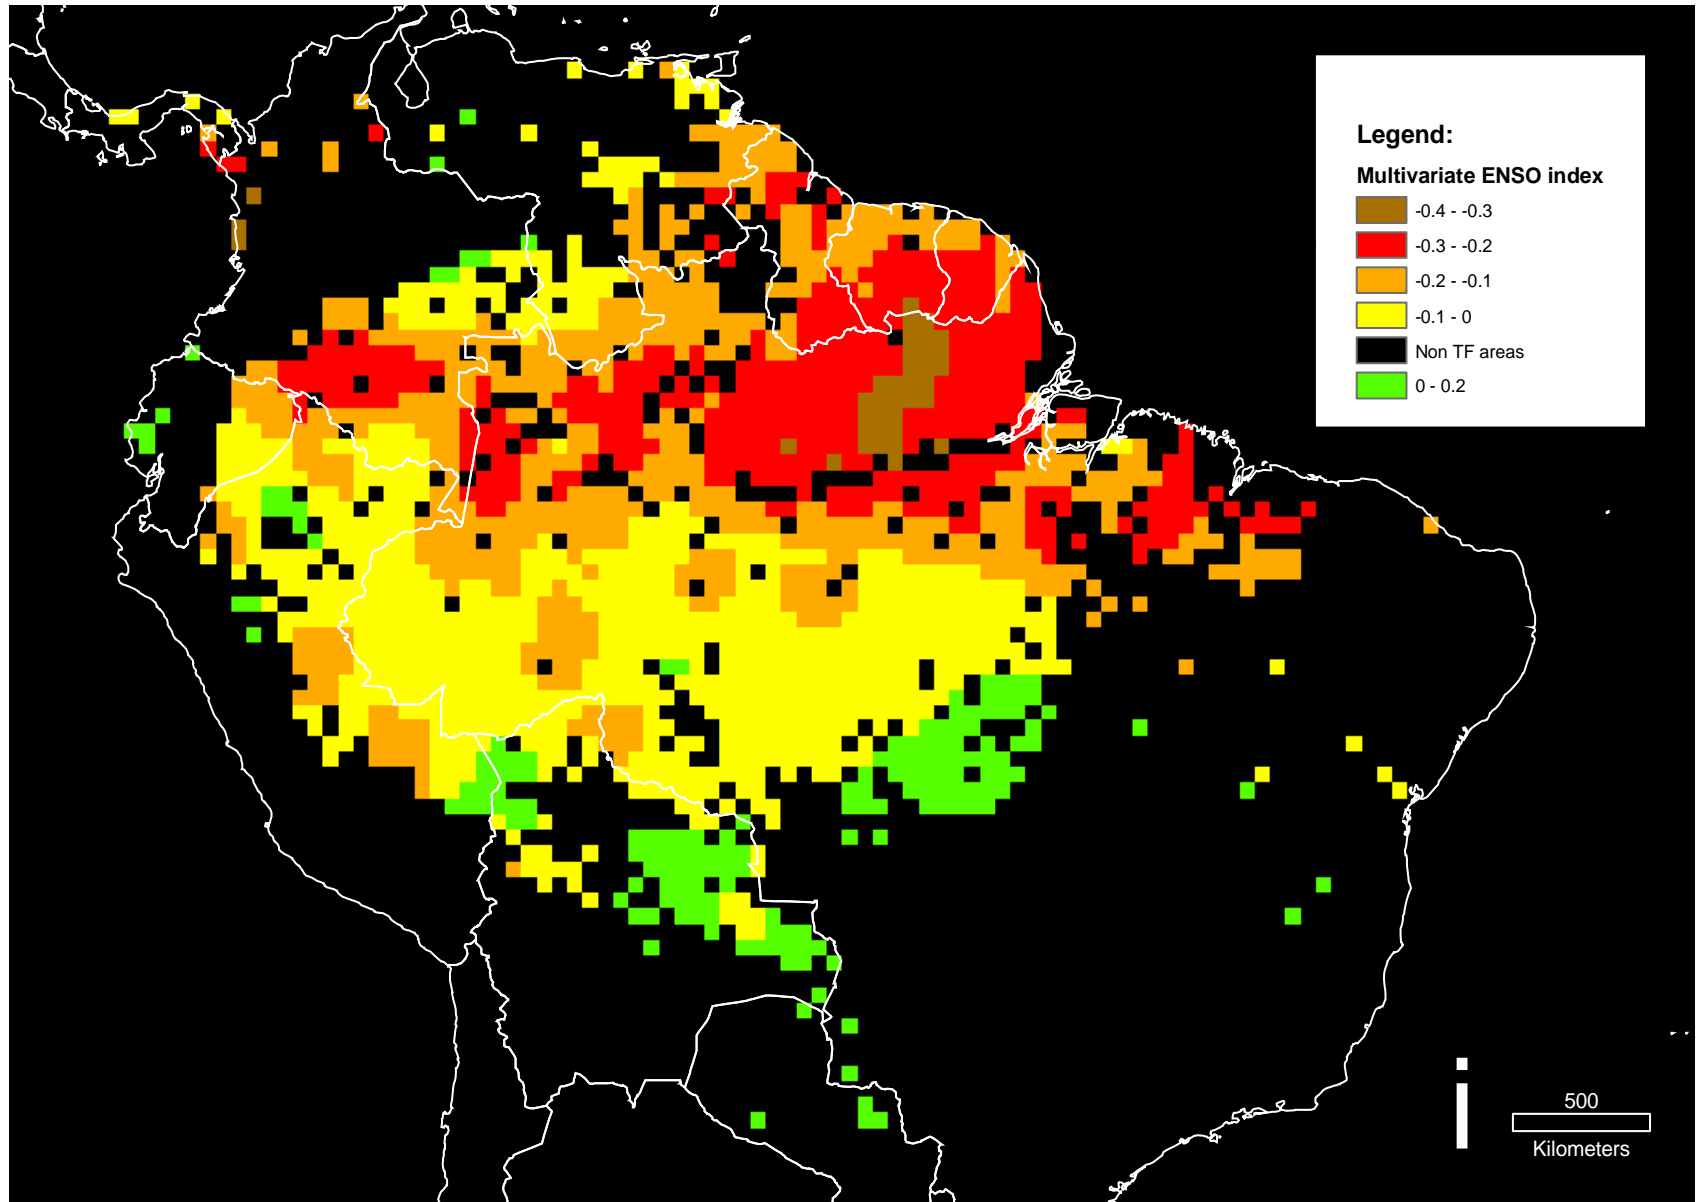 Legend:
Multivariate ENSO index
-0.4 - -0.3
-0.3 - -0.2
-0.2 - -0.1
-0.1 - 0
Non TF areas
0 - 0.2
500
Kilometers